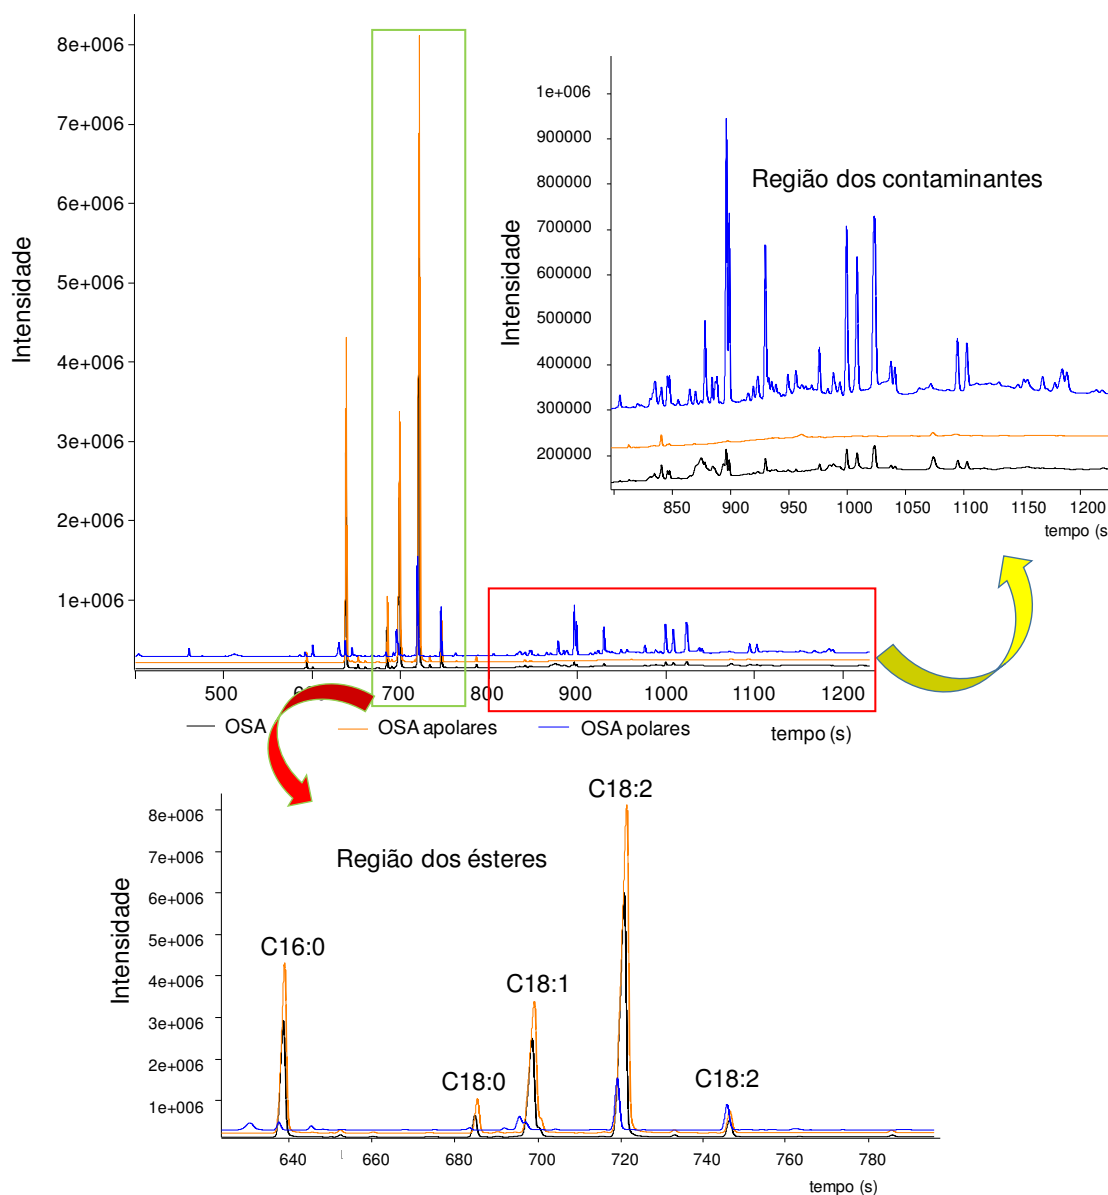 8e+006
7e+006
6e+006
5e+006
4e+006
3e+006
2e+006
1e+006
Intensidade
500
700
800
900
1000
1100
1200
tempo (s)
OSA
OSA apolares
OSA polares
1e+006
900000
800000
700000
600000
500000
400000
300000
200000
Intensidade
Região dos contaminantes
850
900
950
1000
1050
1100
1150
1200
tempo (s
8e+006
7e+006
6e+006
5e+006
4e+006
3e+006
2e+006
1e+006
Intensidade
Região dos ésteres
C16:0
C18:0
C18:1
C18:2
C18:2
640
660
680
700
720
740
760
780
tempo (s)